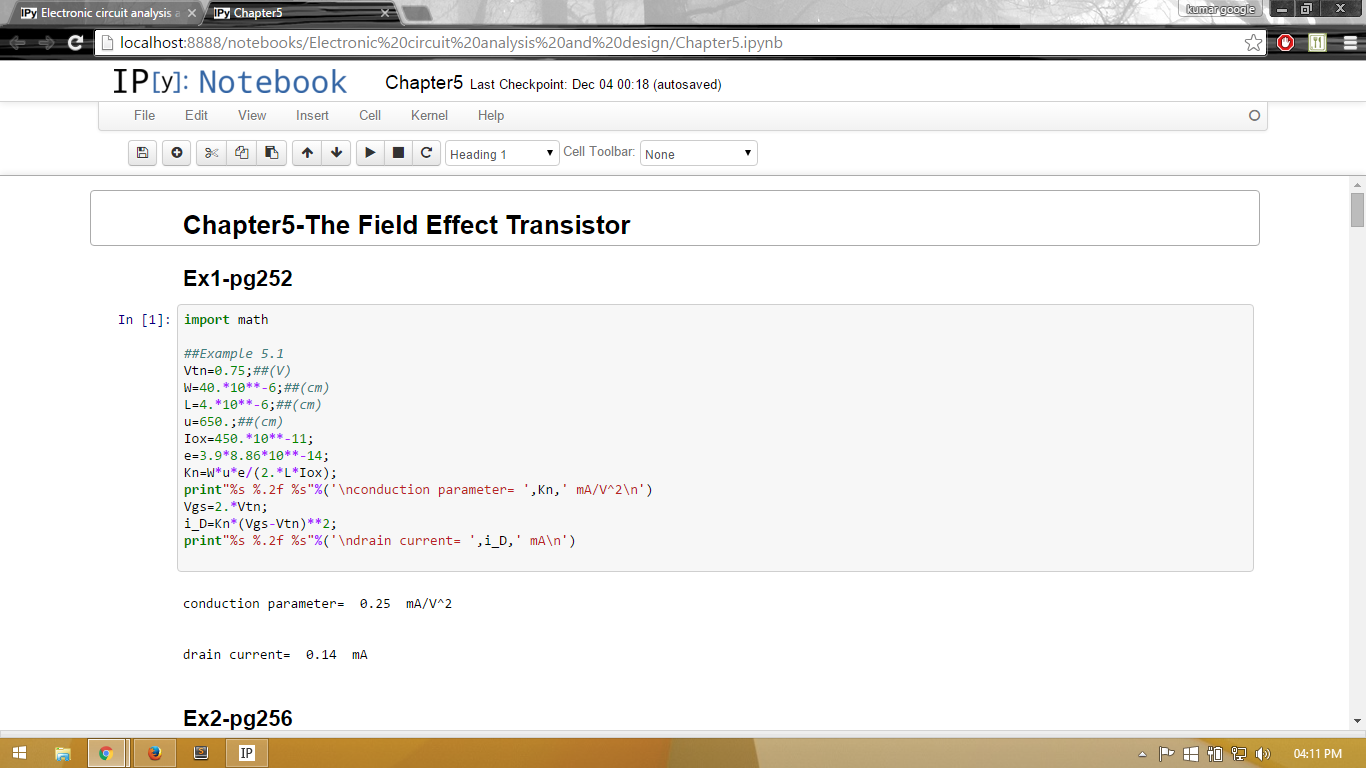 IPy Electronic circuit analysis a
IPy Chapter5
kumar google
localhost:8888/notebooks/Electronic%20circuit%20analysis%20and%20design/Chapter5.ipynb
IP[y]: Notebook
Chapter5 Last Checkpoint: Dec 04 00:18 (autosaved)
File Edit View Insert Cell Kernel Help
Heading 1 Cell Toolbar: None
Chapter5-The Field Effect Transistor
Ex1-pg252
In [1]: import math
##Example 5.1
Vtn=0.75;##(V)
W=40.*10**-6;##(cm)
L=4.*10**-6;##(cm)
u=650.;##(cm)
Iox=450.*10**-11;
e=3.9*8.86*10**-14;
Kn=W*u*e/(2.*L*Iox);
print"%s %.2f %s"%('\nconduction parameter= ',Kn,' mA/V^2\n')
Vgs=2.*Vtn;
i_D=Kn*(Vgs-Vtn)**2;
print"%s %.2f %s"%('\ndrain current= ',i_D,' mA\n')
conduction parameter=  0.25  mA/V^2
drain current=  0.14  mA
Ex2-pg256
IP
04:11 PM